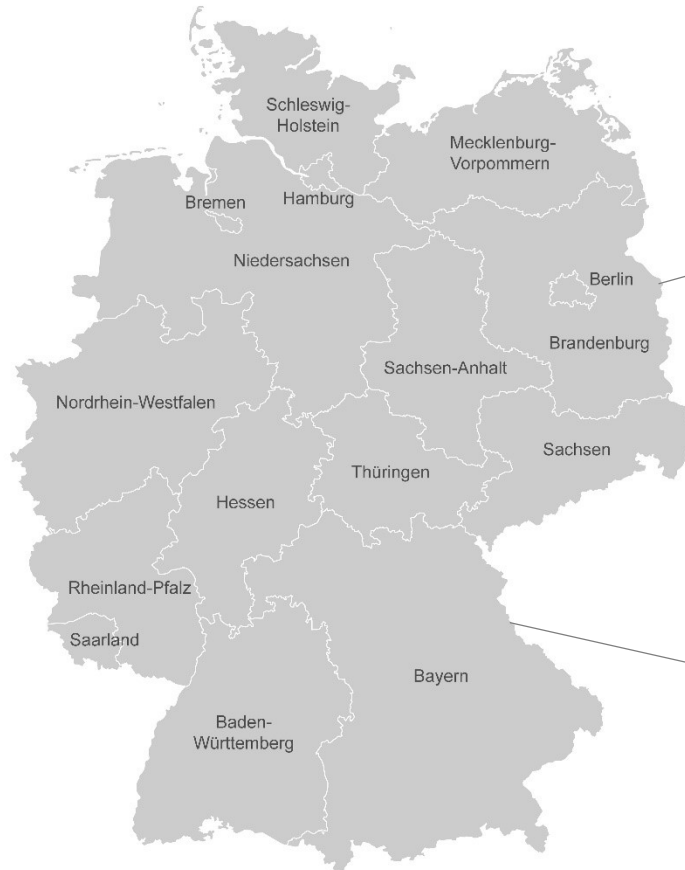 Schleswig-
Holstein
Mecklenburg-
Vorpommern
Bremen
Hamburg
Niedersachsen
Berlin
Brandenburg
Sachsen-Anhalt
Nordrhein-Westfalen
Sachsen
Thüringen
Hessen
Rheinland-Pfalz
Saarland
Bayern
Baden-
Württemberg